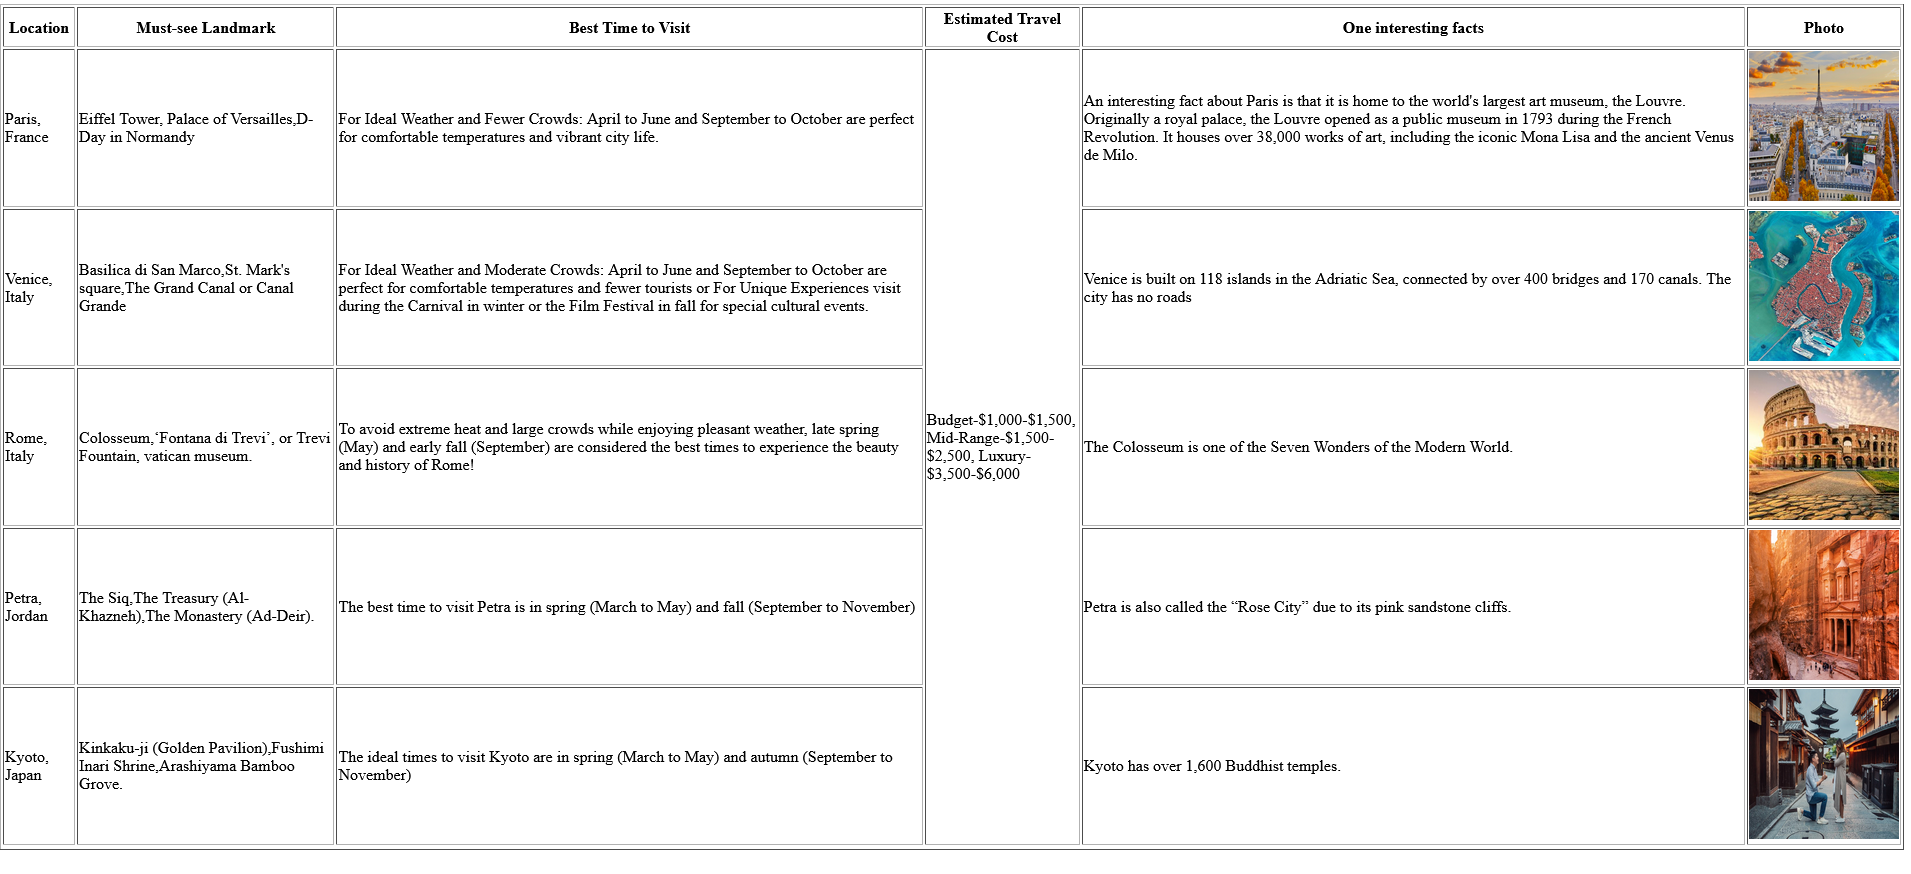 Location
Must-see Landmark
Best Time to Visit
Estimated Travel
Cost
One interesting facts
Photo
Paris,
France
Eiffel Tower, Palace of Versailles,D-
Day in Normandy
For Ideal Weather and Fewer Crowds: April to June and September to October are perfect
for comfortable temperatures and vibrant city life.
Budget-$1,000-$1,500,
Mid-Range-$1,500-
$2,500, Luxury-
$3,500-$6,000
An interesting fact about Paris is that it is home to the world's largest art museum, the Louvre.
Originally a royal palace, the Louvre opened as a public museum in 1793 during the French
Revolution. It houses over 38,000 works of art, including the iconic Mona Lisa and the ancient Venus
de Milo.
Venice,
Italy
Basilica di San Marco,St. Mark's
square,The Grand Canal or Canal
Grande
For Ideal Weather and Moderate Crowds: April to June and September to October are
perfect for comfortable temperatures and fewer tourists or For Unique Experiences visit
during the Carnival in winter or the Film Festival in fall for special cultural events.
Venice is built on 118 islands in the Adriatic Sea, connected by over 400 bridges and 170 canals. The
city has no roads
Rome,
Italy
Colosseum,‘Fontana di Trevi’, or Trevi
Fountain, vatican museum.
To avoid extreme heat and large crowds while enjoying pleasant weather, late spring
(May) and early fall (September) are considered the best times to experience the beauty
and history of Rome!
The Colosseum is one of the Seven Wonders of the Modern World.
Petra,
Jordan
The Siq,The Treasury (Al-
Khazneh),The Monastery (Ad-Deir).
The best time to visit Petra is in spring (March to May) and fall (September to November)
Petra is also called the “Rose City” due to its pink sandstone cliffs.
Kyoto,
Japan
Kinkaku-ji (Golden Pavilion),Fushimi
Inari Shrine,Arashiyama Bamboo
Grove.
The ideal times to visit Kyoto are in spring (March to May) and autumn (September to
November)
Kyoto has over 1,600 Buddhist temples.